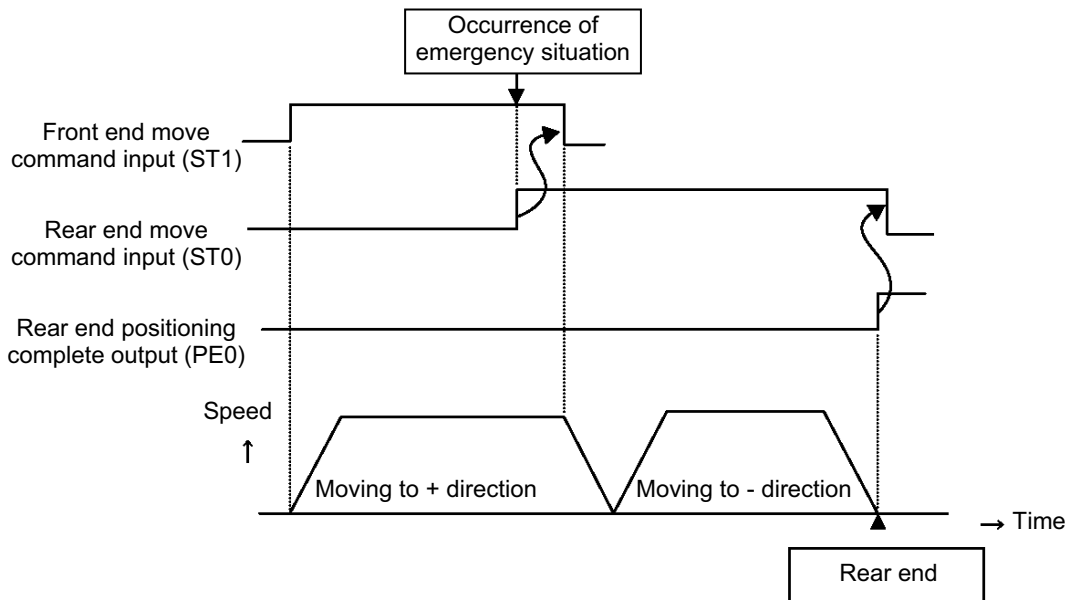 Occurrence of
emergency situation
Front end move
command input (ST1)
Rear end move
command input (ST0)
Rear end positioning
complete output (PE0)
Speed
↑
Moving to + direction
Moving to - direction
→ Time
Rear end